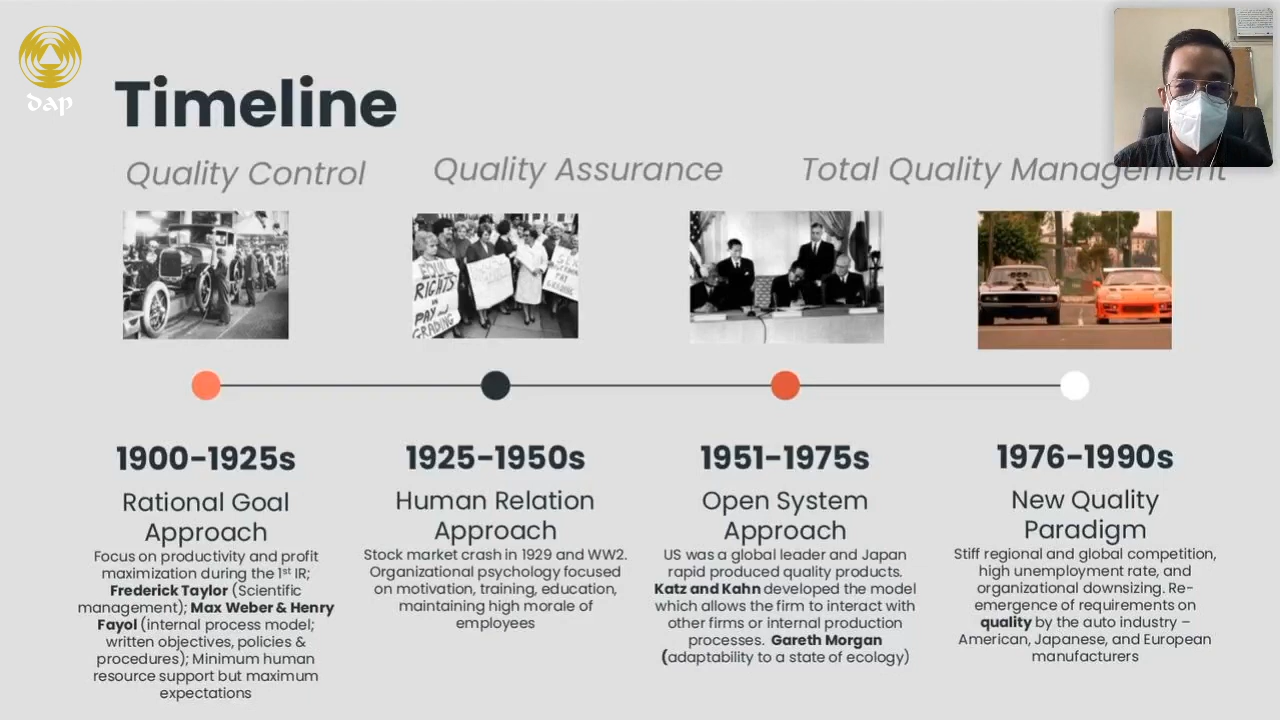 dap
Timeline
Quality Control
Quality Assurance
Total Quality Management
EQUAL
RIGHTS
IN
PAY and
GRADING
1900-1925s
Rational Goal
Approach
Focus on productivity and profit
maximization during the 1st IR;
Frederick Taylor (Scientific
management); Max Weber & Henry
Fayol (internal process model;
written objectives, policies &
procedures); Minimum human
resource support but maximum
expectations
1925-1950s
Human Relation
Approach
Stock market crash in 1929 and WW2.
Organizational psychology focused
on motivation, training, education,
maintaining high morale of
employees
1951-1975s
Open System
Approach
US was a global leader and Japan
rapid produced quality products.
Katz and Kahn developed the model
which allows the firm to interact with
other firms or internal production
processes. Gareth Morgan
(adaptability to a state of ecology)
1976-1990s
New Quality
Paradigm
Stiff regional and global competition,
high unemployment rate, and
organizational downsizing. Re-
emergence of requirements on
quality by the auto industry –
American, Japanese, and European
manufacturers